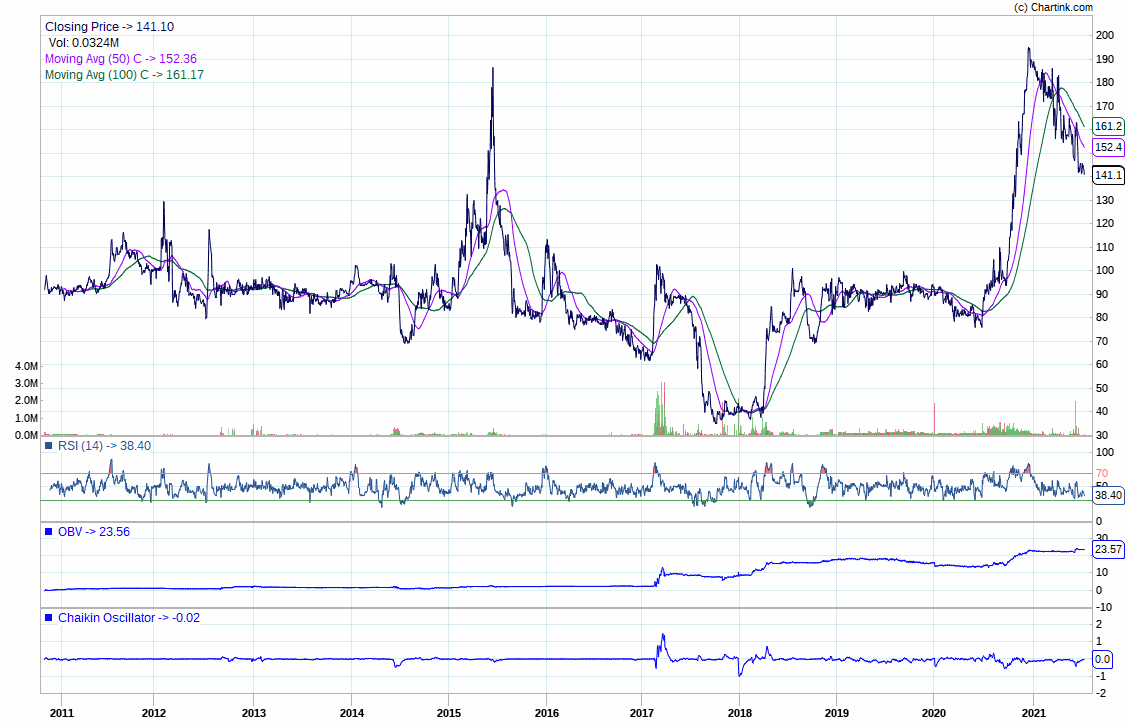 (c) Chartink.com
Closing Price -> 141.10
Vol: 0.0324M
Moving Avg (50) C -> 152.36
Moving Avg (100) C -> 161.17
200
190
180
170
161.2
152.4
141.1
130
120
110
100
90
80
70
60
50
40
30
4.0M
3.0M
2.0M
1.0M
0.0M
RSI (14) -> 38.40
100
70
50
38.40
0
OBV -> 23.56
30
23.57
10
0
-10
Chaikin Oscillator -> -0.02
2
1
0.0
-1
-2
2011 2012 2013 2014 2015 2016 2017 2018 2019 2020 2021